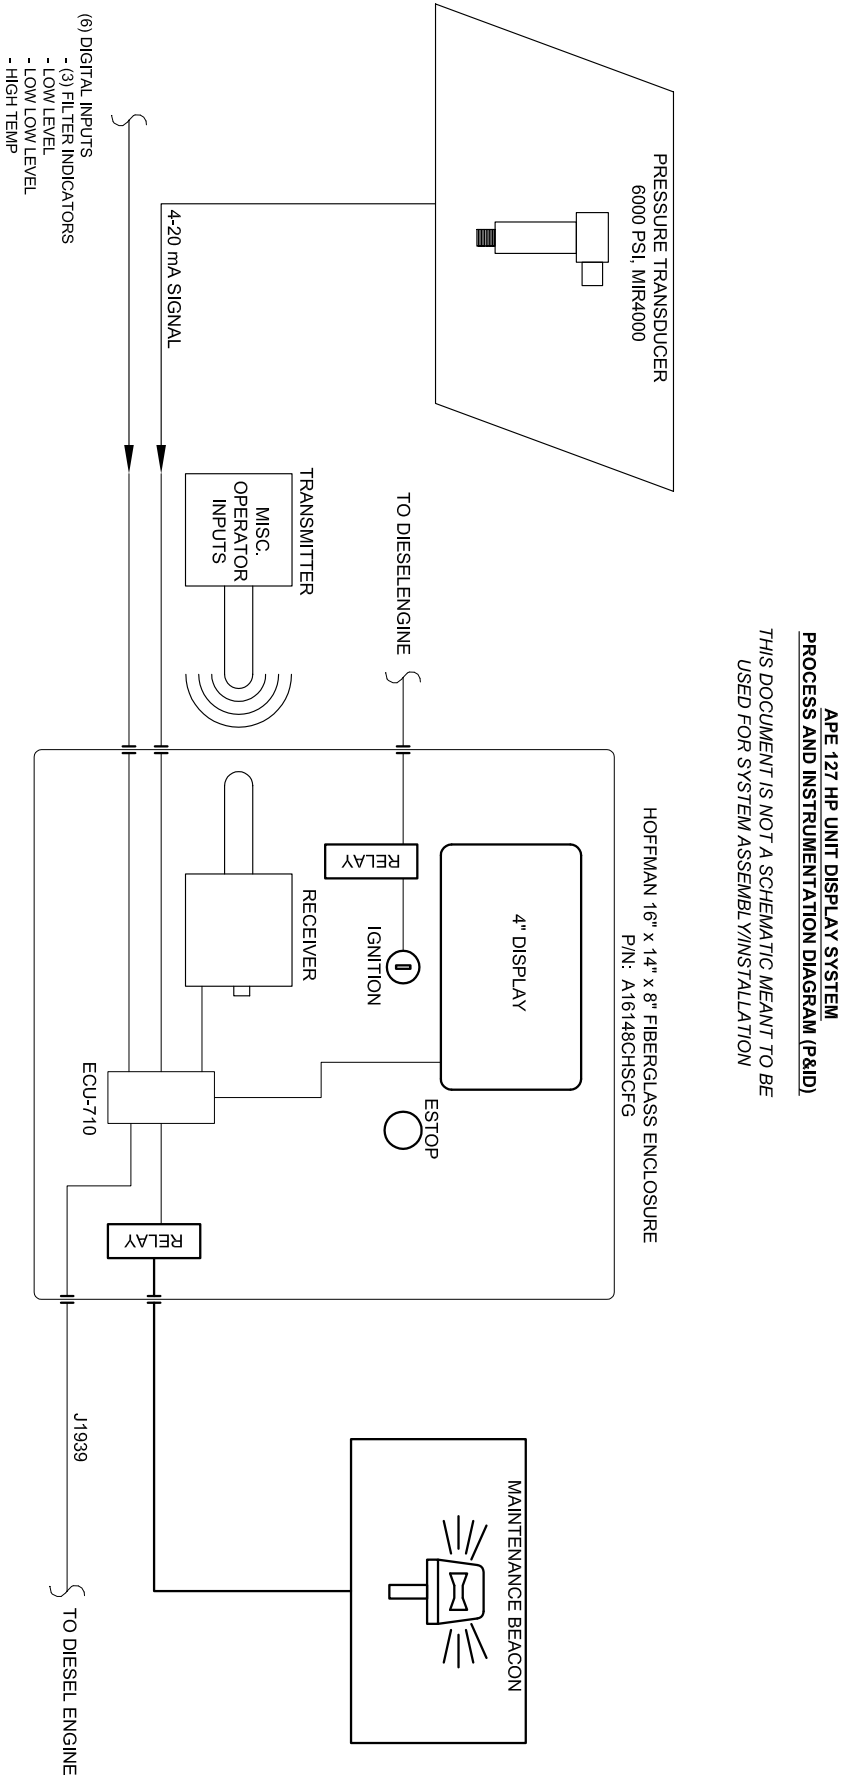 APE 127 HP UNIT DISPLAY SYSTEM
PROCESS AND INSTRUMENTATION DIAGRAM (P&ID)
THIS DOCUMENT IS NOT A SCHEMATIC MEANT TO BE
USED FOR SYSTEM ASSEMBLY/INSTALLATION
PRESSURE TRANSDUCER
6000 PSI, MIR4000
HOFFMAN 16" x 14" x 8" FIBERGLASS ENCLOSURE
P/N: A16148CHSCFG
MAINTENANCE BEACON
4" DISPLAY
TO DIESELENGINE
RELAY
IGNITION
ESTOP
TRANSMITTER
MISC.
OPERATOR
INPUTS
RECEIVER
4-20 mA SIGNAL
RELAY
ECU-710
J1939
TO DIESEL ENGINE
(6) DIGITAL INPUTS
- (3) FILTER INDICATORS
- LOW LEVEL
- LOW LOW LEVEL
- HIGH TEMP